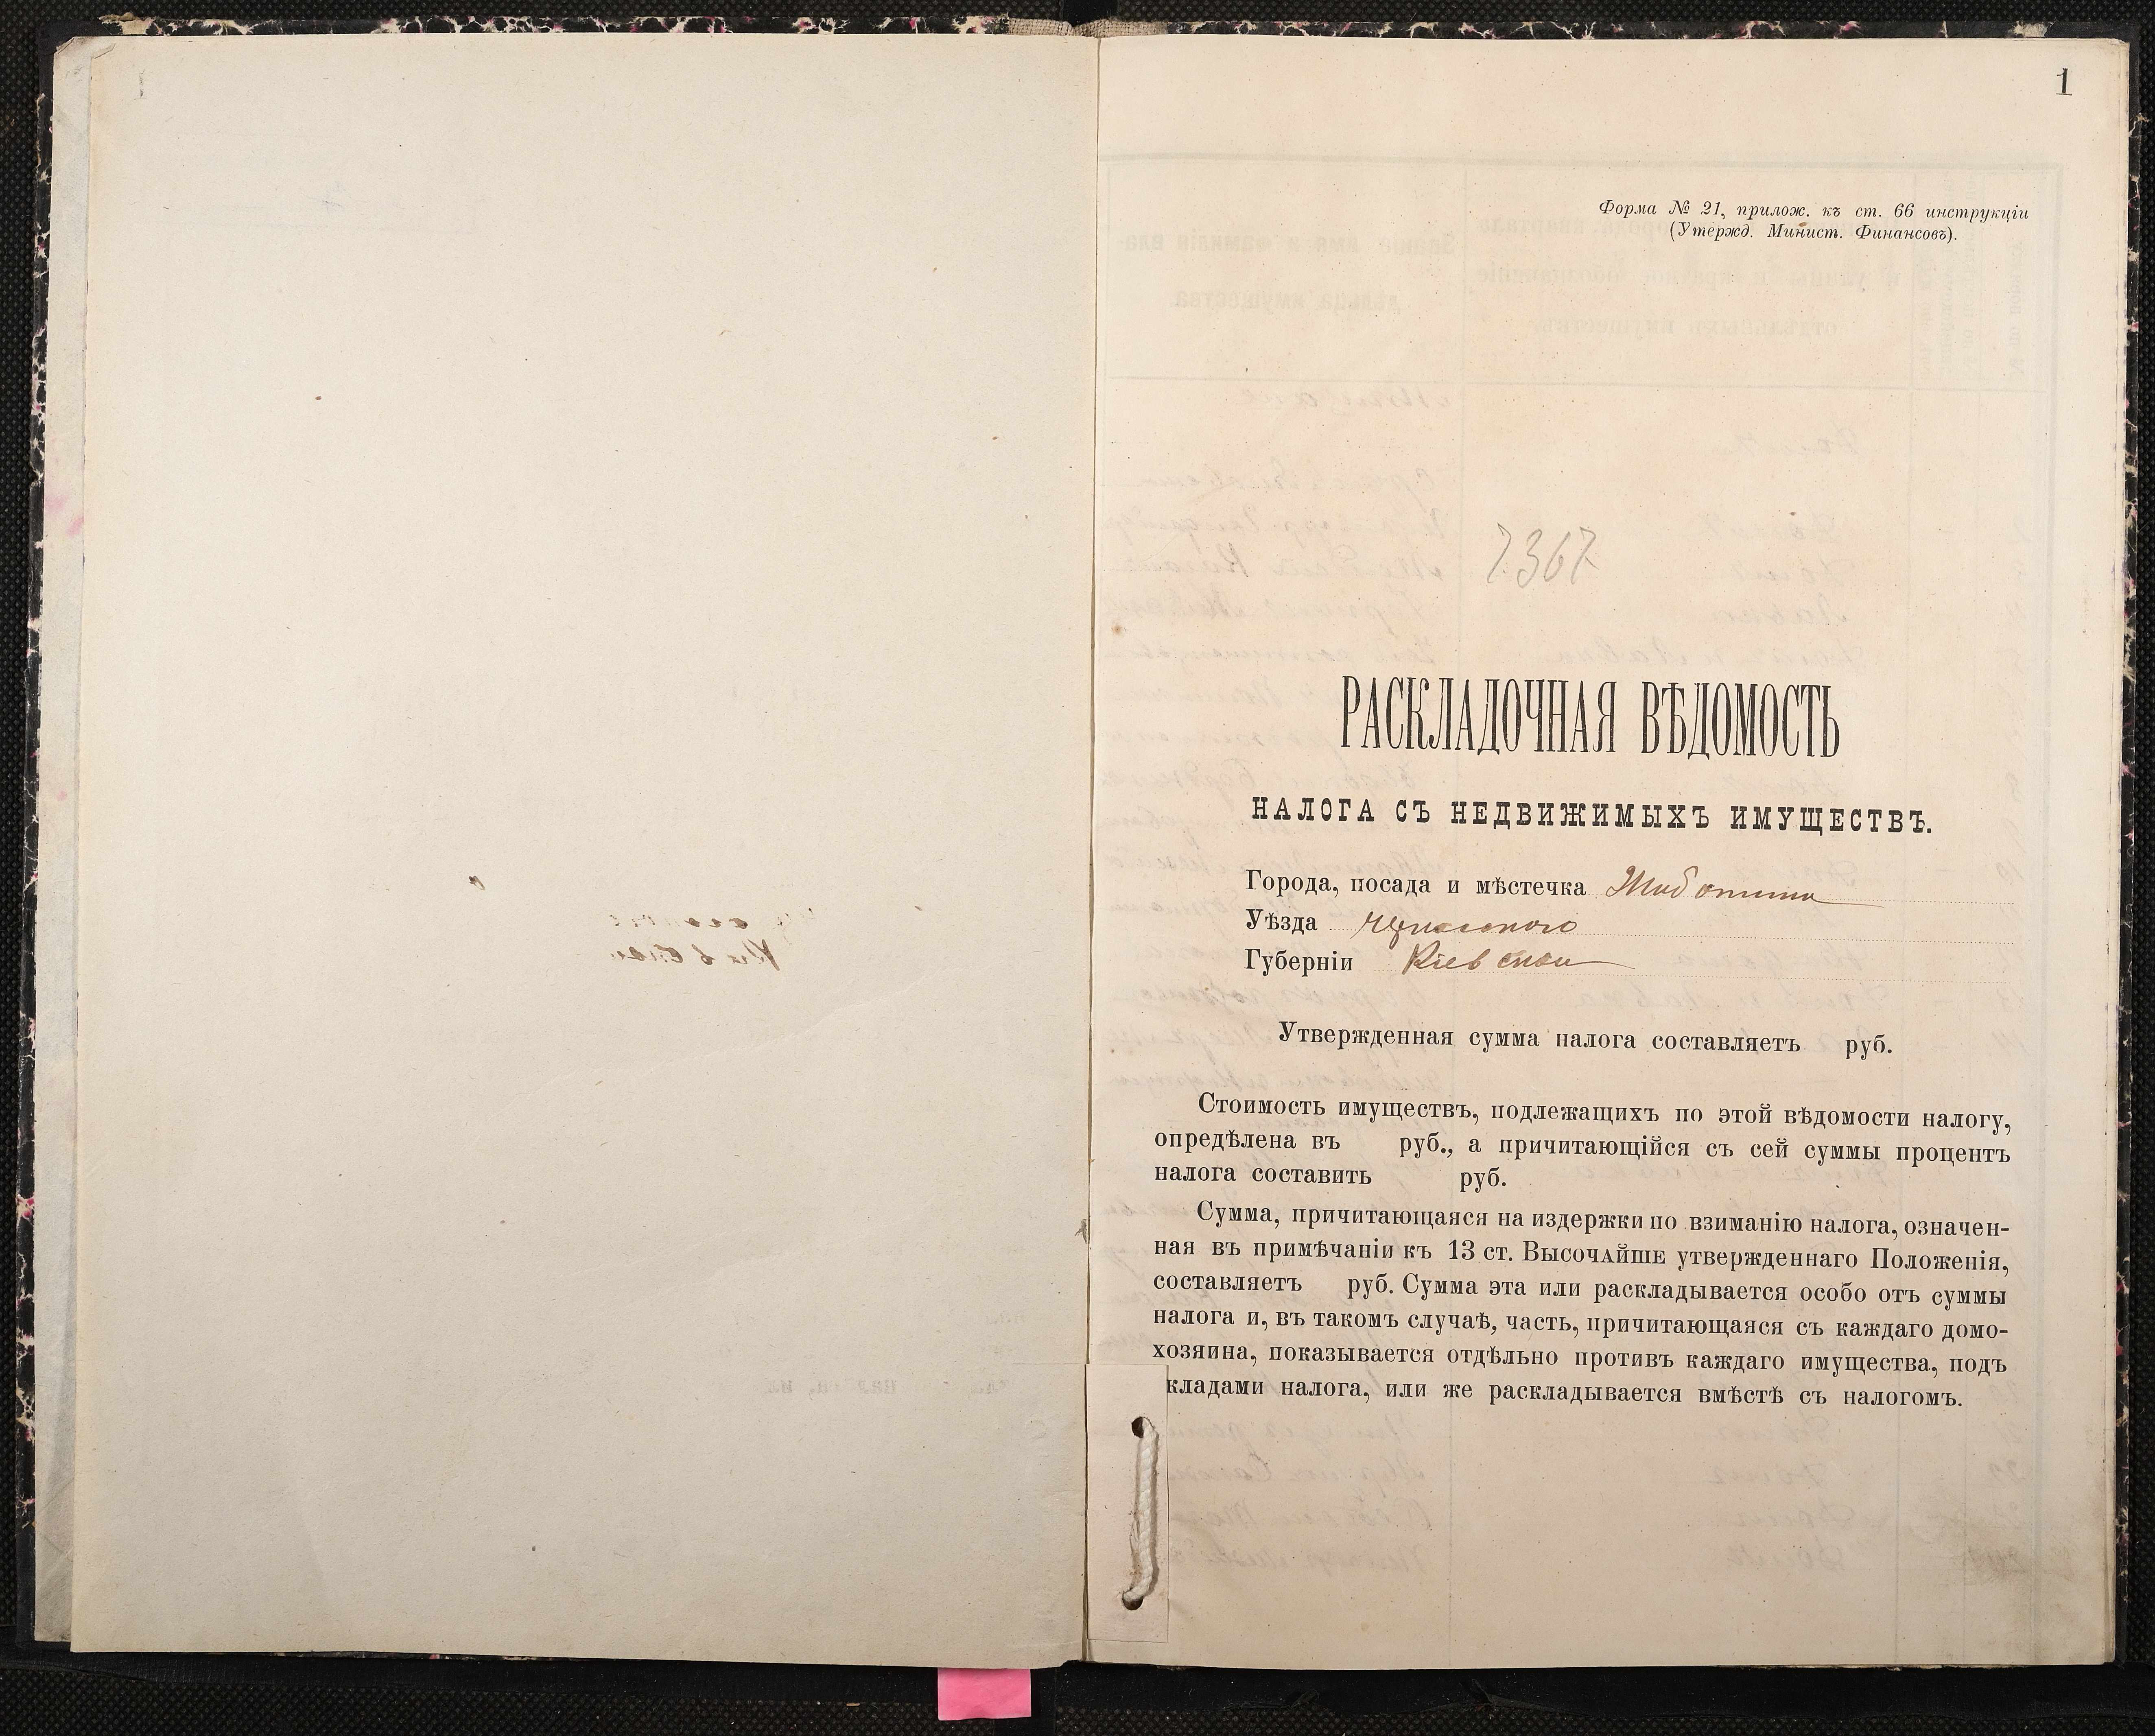 1
Форма № 21, прилож. къ ст. 66 инструкціи
(Утержд. Минист. Финансовъ).
7367
РАСКЛАДОЧНАЯ ВѢДОМОСТЬ
НАЛОГА СЪ НЕДВИЖИМЫХЪ ИМУЩЕСТВЪ.
Города, посада и мѣстечка Жаботина
Уѣзда
Губерніи Кіевской
Утвержденная сумма налога составляетъ руб.
Стоимость имуществъ, подлежащихъ по этой вѣдомости налогу,
опредѣлена въ руб., а причитающійся съ сей суммы процентъ
налога составить руб.
Сумма, причитающаяся на издержки по взиманію налога, означен-
ная въ примѣчаніи къ 13 ст. ВЫСОЧАЙШЕ утвержденнаго Положенія,
составляетъ руб. Сумма эта или раскладывается особо отъ суммы
налога и, въ такомъ случаѣ, часть, причитающаяся съ каждаго домо-
хозяина, показывается отдѣльно противъ каждаго имущества, подъ
кладами налога, или же раскладывается вмѣстѣ съ налогомъ.